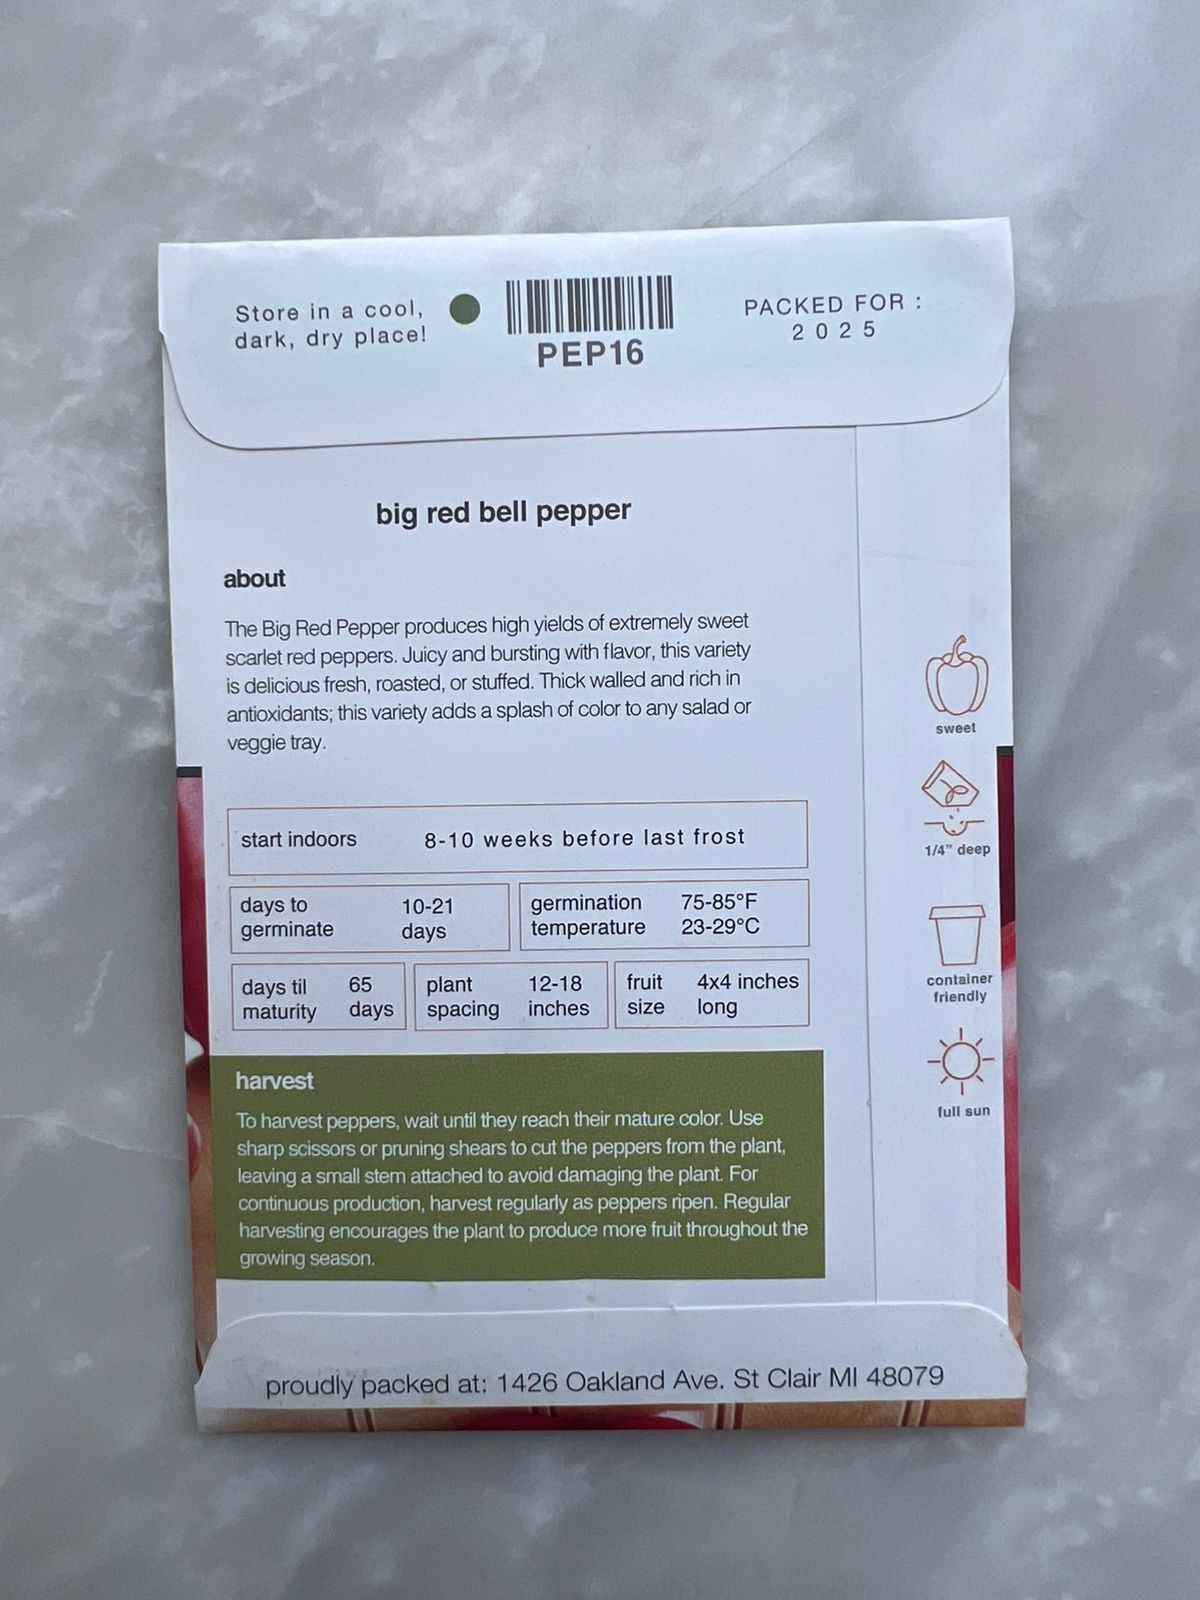 Store in a cool,
dark, dry place!
PEP16
PACKED FOR :
2025
big red bell pepper
about
The Big Red Pepper produces high yields of extremely sweet
scarlet red peppers. Juicy and bursting with flavor, this variety
is delicious fresh, roasted, or stuffed. Thick walled and rich in
antioxidants; this variety adds a splash of color to any salad or
veggie tray.
sweet
1/4" deep
container
friendly
full sun
start indoors 8-10 weeks before last frost
days to
germinate
10-21
days
germination
temperature
75-85°F
23-29°C
days til
maturity
65
days
plant
spacing
12-18
inches
fruit
size
4x4 inches
long
harvest
To harvest peppers, wait until they reach their mature color. Use
sharp scissors or pruning shears to cut the peppers from the plant,
leaving a small stem attached to avoid damaging the plant. For
continuous production, harvest regularly as peppers ripen. Regular
harvesting encourages the plant to produce more fruit throughout the
growing season.
proudly packed at: 1426 Oakland Ave. St Clair MI 48079